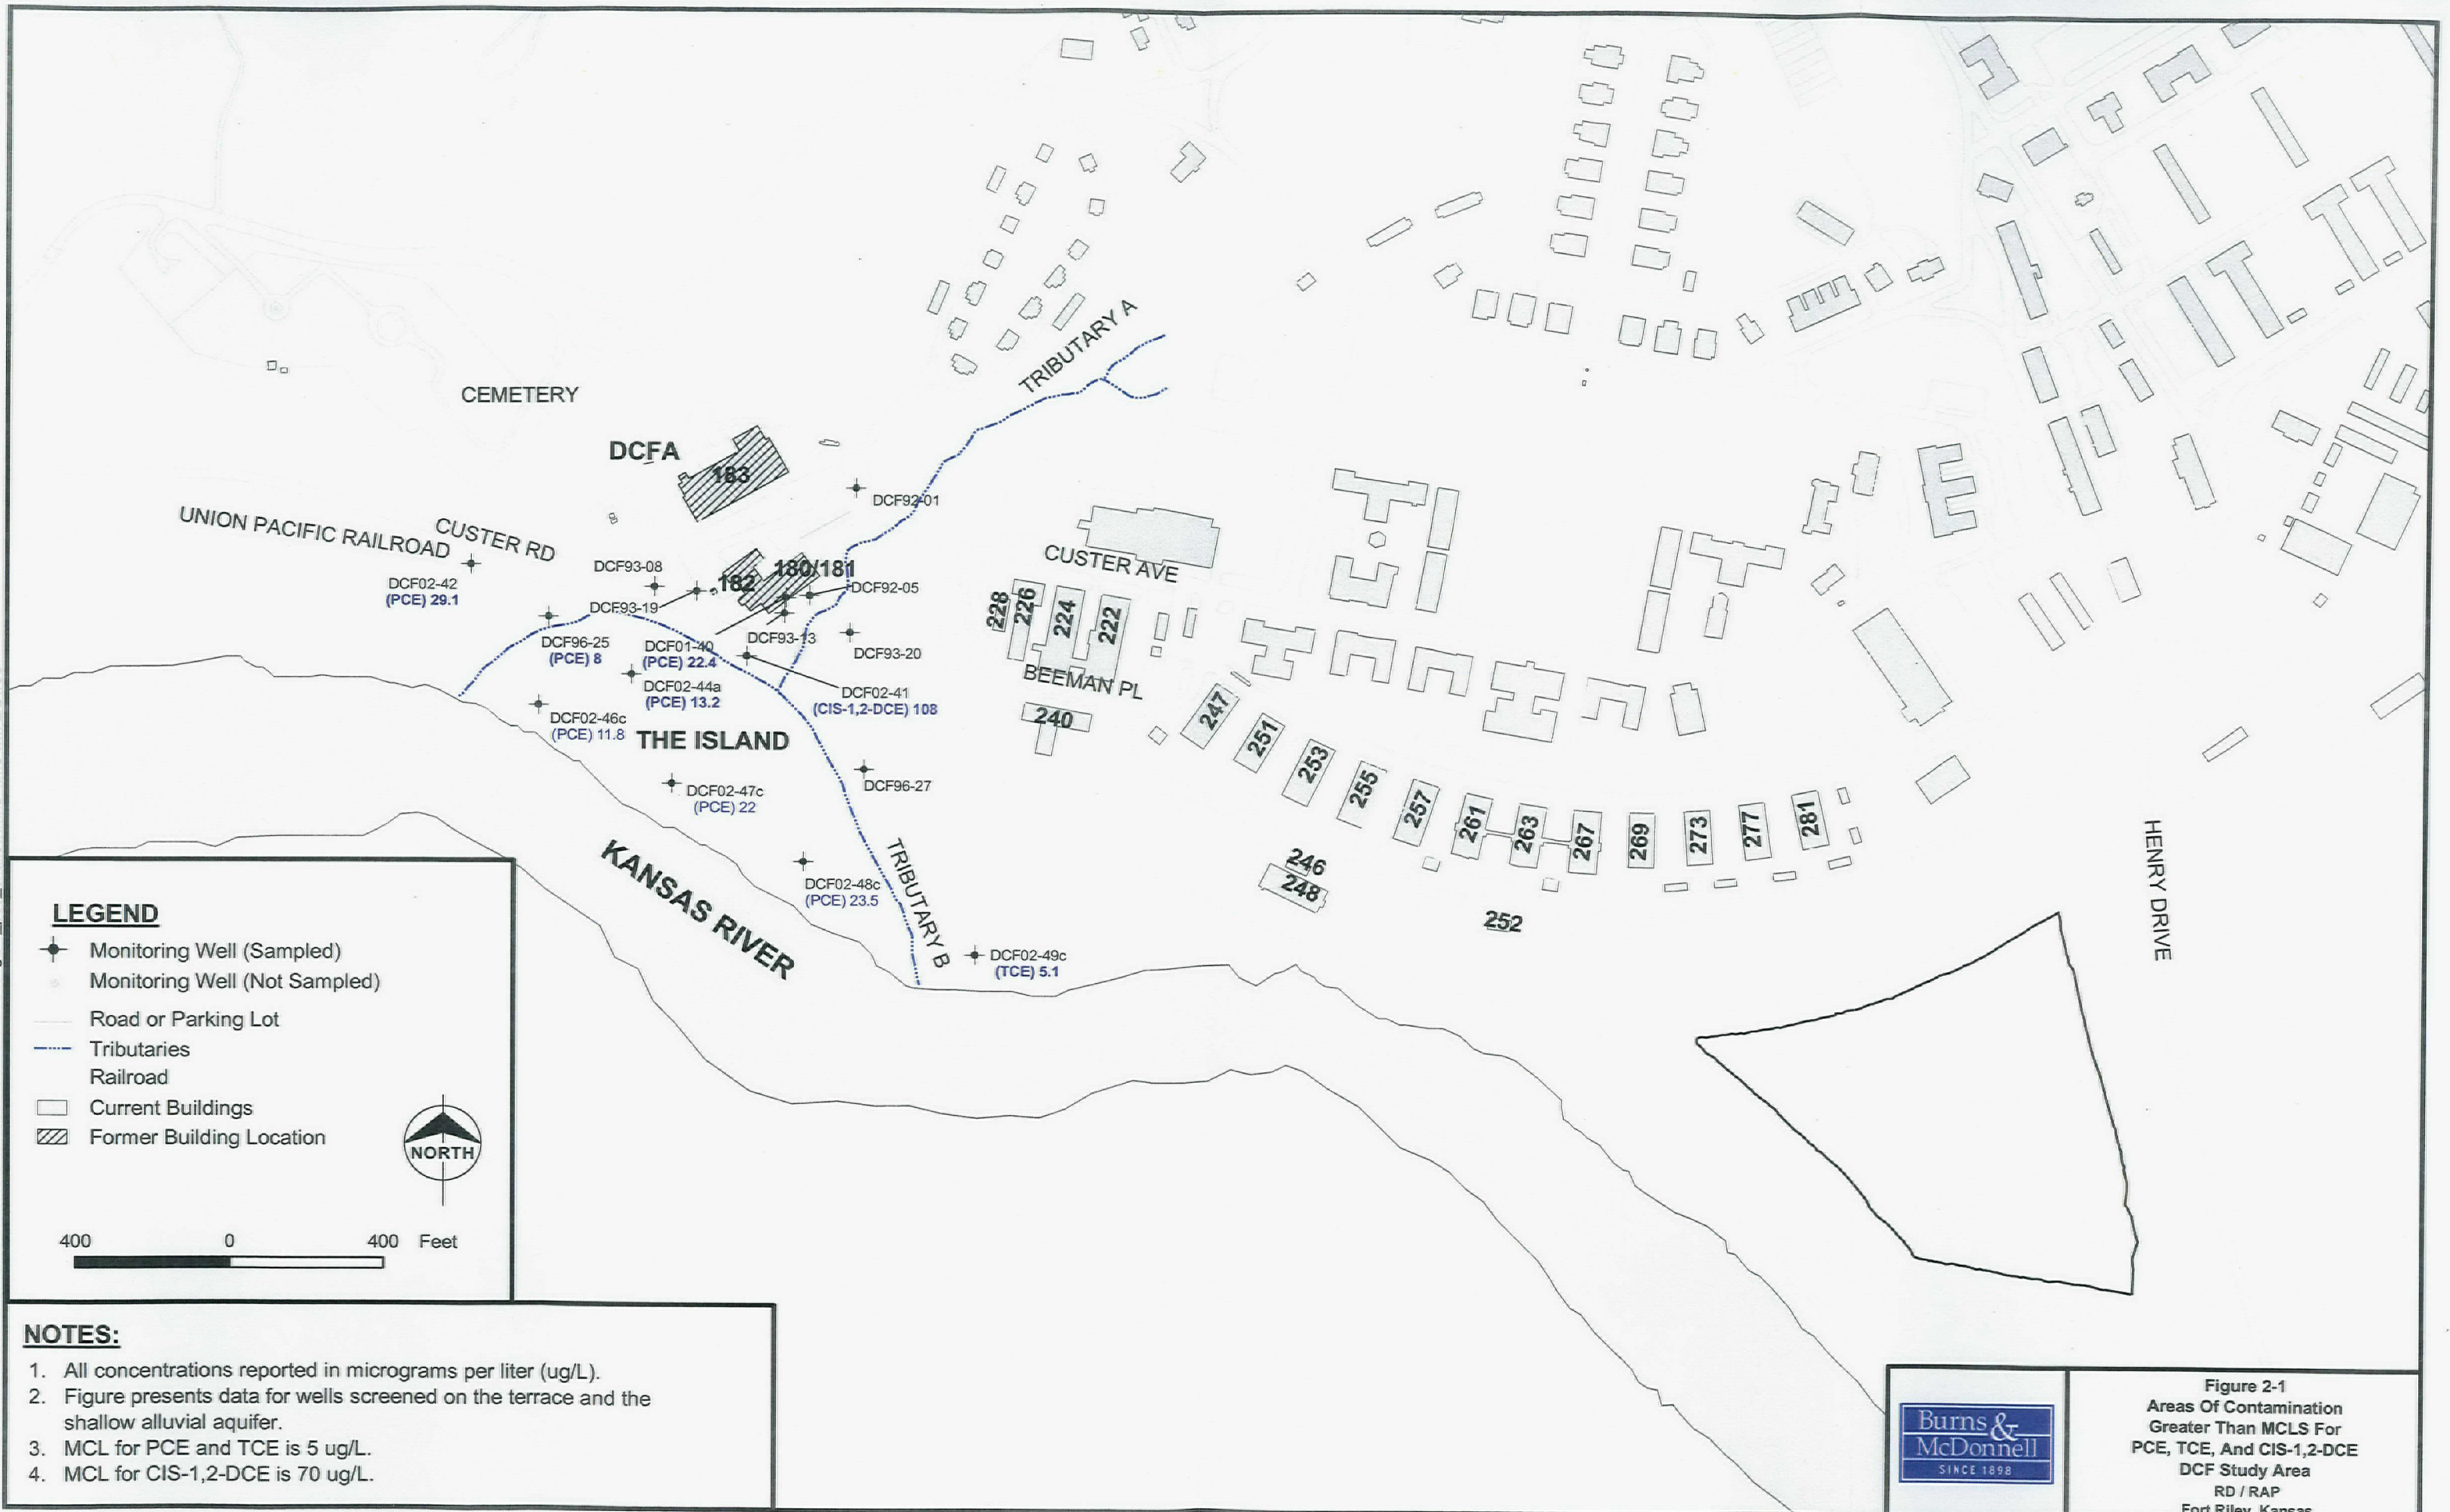 TRIBUTARY A
CEMETERY
DCFA
183
DCF92-01
UNION PACIFIC RAILROAD
CUSTER RD
DCF02-42
(PCE) 29.1
DCF93-08
182
180/181
DCF92-05
DCF93-19
DCF96-25
(PCE) 8
DCF01-40
(PCE) 22.4
DCF93-13
DCF93-20
DCF02-44a
(PCE) 13.2
DCF02-41
(CIS-1,2-DCE) 108
DCF02-46c
(PCE) 11.8
THE ISLAND
DCF02-47c
(PCE) 22
DCF96-27
KANSAS RIVER
DCF02-48c
(PCE) 23.5
TRIBUTARY B
DCF02-49c
(TCE) 5.1
CUSTER AVE
228
226
224
222
BEEMAN PL
240
247
251
253
255
257
261
263
267
269
273
277
281
246
248
252
HENRY DRIVE
LEGEND
Monitoring Well (Sampled)
Monitoring Well (Not Sampled)
Road or Parking Lot
Tributaries
Railroad
Current Buildings
Former Building Location
NORTH
400 0 400 Feet
NOTES:
1. All concentrations reported in micrograms per liter (ug/L).
2. Figure presents data for wells screened on the terrace and the
shallow alluvial aquifer.
3. MCL for PCE and TCE is 5 ug/L.
4. MCL for CIS-1,2-DCE is 70 ug/L.
Burns &
McDonnell
SINCE 1898
Figure 2-1
Areas Of Contamination
Greater Than MCLS For
PCE, TCE, And CIS-1,2-DCE
DCF Study Area
RD / RAP
Fort Riley, Kansas